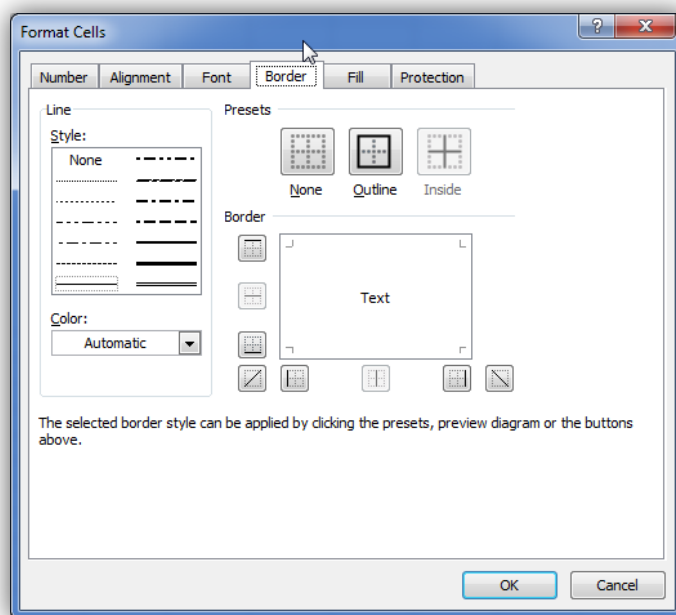 Format Cells
?
Number Alignment Font Border Fill Protection
Line
Style:
None
Color:
Automatic
Presets
None Outline Inside
Border
Text
The selected border style can be applied by clicking the presets, preview diagram or the buttons
above.
OK Cancel